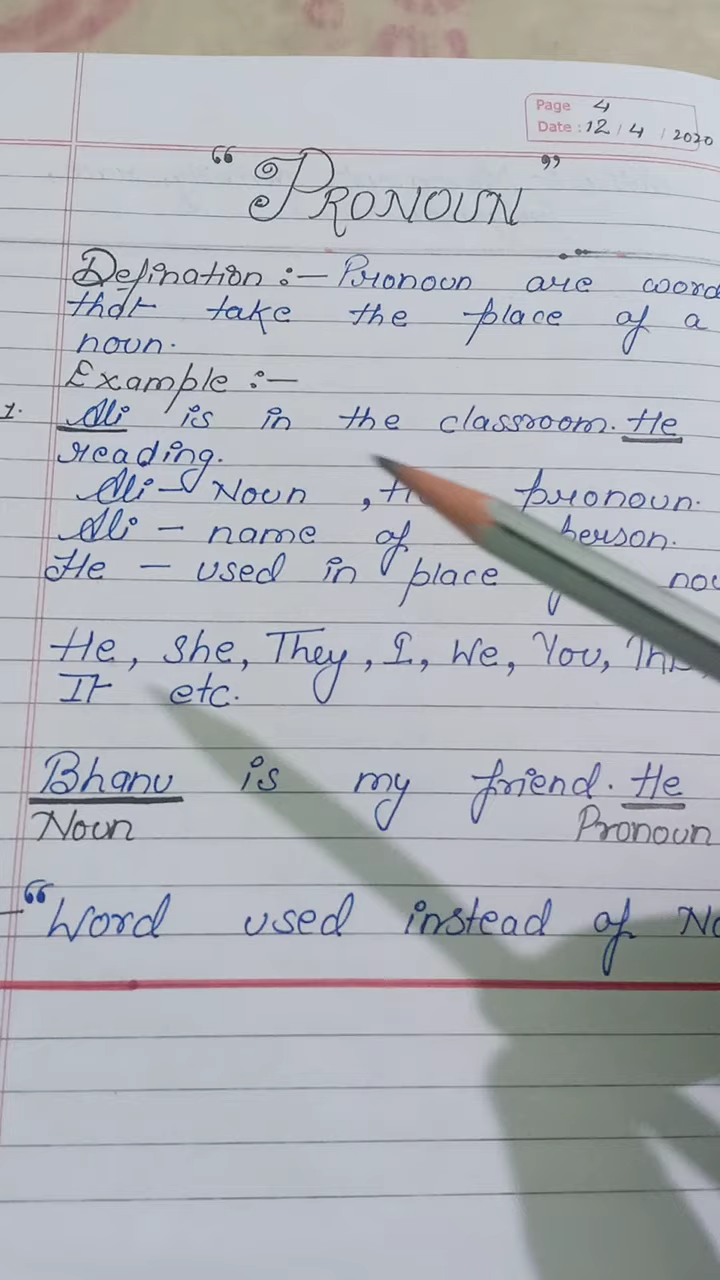 Page 4
Date : 12 / 4 / 2020
“ PRONOUN ”
Defination :- Pronoun are word
that take the place of a
noun.
Example :-
1. Ali is in the classroom. He
reading.
Ali - Noun , pronoun.
Ali - name of person.
He - used in place
He, She, They, I, We, You,
It etc.
Bhanu is my friend. He
Noun Pronoun
- “Word used instead of No